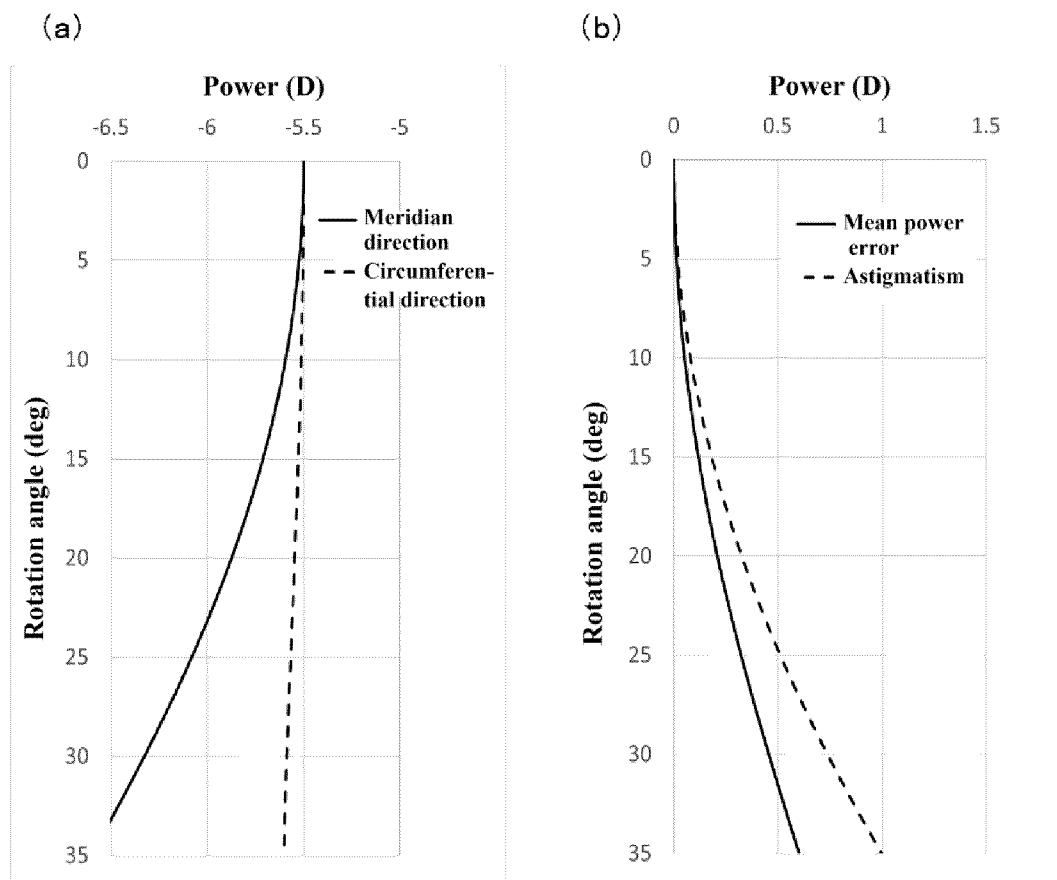 (a)
Power (D)
-6.5 -6 -5.5 -5
0
5
10
15
20
25
30
35
Rotation angle (deg)
Meridian
direction
Circumferen-
tial direction
(b)
Power (D)
0 0.5 1 1.5
0
5
10
15
20
25
30
35
Rotation angle (deg)
Mean power
error
Astigmatism